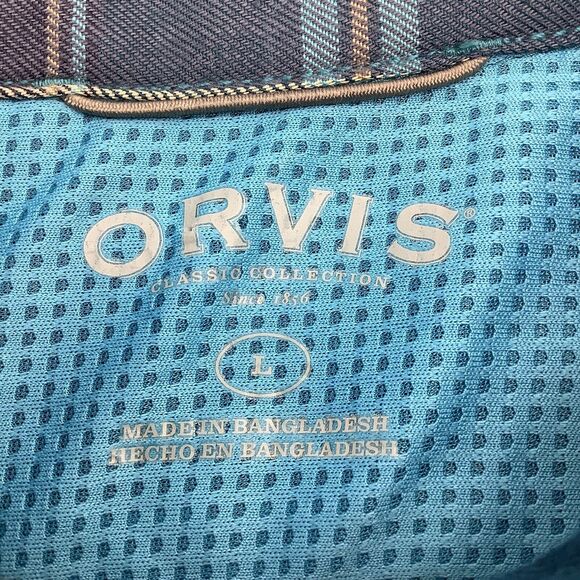 ORVIS®
CLASSIC COLLECTION
Since 1856
L
MADE IN BANGLADESH
HECHO EN BANGLADESH